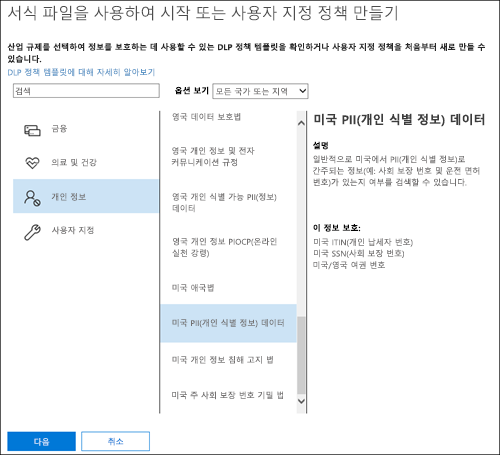 서식 파일을 사용하여 시작 또는 사용자 지정 정책 만들기
산업 규제를 선택하여 정보를 보호하는 데 사용할 수 있는 DLP 정책 템플릿을 확인하거나 사용자 지정 정책을 처음부터 새로 만들 수
있습니다.
DLP 정책 템플릿에 대해 자세히 알아보기
검색
옵션 보기
모든 국가 또는 지역
금융
의료 및 건강
개인 정보
사용자 지정
영국 데이터 보호법
영국 개인 정보 및 전자
커뮤니케이션 규정
영국 개인 식별 가능 PII(정보)
데이터
영국 개인 정보 PIOCP(온라인
실천 강령)
미국 애국법
미국 PII(개인 식별 정보) 데이터
미국 개인 정보 침해 고지 법
미국 주 사회 보장 번호 기밀 법
미국 PII(개인 식별 정보) 데이터
설명
일반적으로 미국에서 PII(개인 식별 정보)로
간주되는 정보(예: 사회 보장 번호 및 운전 면허
번호)가 있는지 여부를 검색할 수 있습니다.
이 정보 보호:
미국 ITIN(개인 납세자 번호)
미국 SSN(사회 보장 번호)
미국/영국 여권 번호
다음
취소